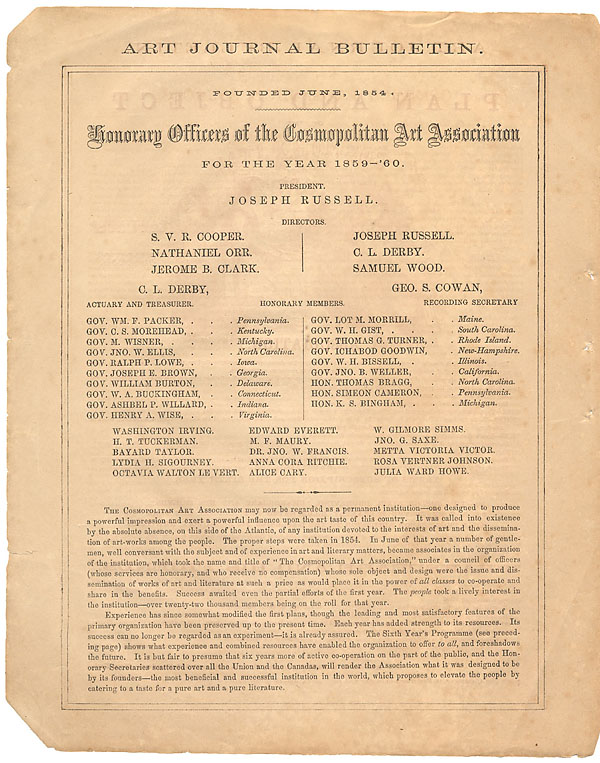 ART JOURNAL BULLETIN.
FOUNDED JUNE, 1854.
Honorary Officers of the Cosmopolitan Art Association
FOR THE YEAR 1859–'60.
PRESIDENT.
JOSEPH RUSSELL.
DIRECTORS.
S. V. R. COOPER. JOSEPH RUSSELL.
NATHANIEL ORR. C. L. DERBY.
JEROME B. CLARK. SAMUEL WOOD.
C. L. DERBY, GEO. S. COWAN,
ACTUARY AND TREASURER. HONORARY MEMBERS. RECORDING SECRETARY
GOV. WM. F. PACKER, . . . Pennsylvania. GOV. LOT M. MORRILL, . . Maine.
GOV. C. S. MOREHEAD, . . . Kentucky. GOV. W. H. GIST, . . . . South Carolina.
GOV. M. WISNER, . . . . Michigan. GOV. THOMAS G. TURNER, . Rhode Island.
GOV. JNO. W. ELLIS, . . . North Carolina. GOV. ICHABOD GOODWIN, . New-Hampshire.
GOV. RALPH P. LOWE, . . . Iowa. GOV. W. H. BISSELL, . . Illinois.
GOV. JOSEPH E. BROWN, . . Georgia. GOV. JNO. B. WELLER, . . California.
GOV. WILLIAM BURTON, . . Delaware. HON. THOMAS BRAGG, . . North Carolina.
GOV. W. A. BUCKINGHAM, . . Connecticut. HON. SIMEON CAMERON, . . Pennsylvania.
GOV. ASHBEL P. WILLARD, . . Indiana. HON. K. S. BINGHAM, . . . Michigan.
GOV. HENRY A. WISE, . . . Virginia.
WASHINGTON IRVING. EDWARD EVERETT. W. GILMORE SIMMS.
H. T. TUCKERMAN. M. F. MAURY. JNO. G. SAXE.
BAYARD TAYLOR. DR. JNO. W. FRANCIS. METTA VICTORIA VICTOR.
LYDIA H. SIGOURNEY. ANNA CORA RITCHIE. ROSA VERTNER JOHNSON.
OCTAVIA WALTON LE VERT. ALICE CARY. JULIA WARD HOWE.
THE COSMOPOLITAN ART ASSOCIATION may now be regarded as a permanent institution—one designed to produce
a powerful impression and exert a powerful influence upon the art taste of this country. It was called into existence
by the absolute absence, on this side of the Atlantic, of any institution devoted to the interests of art and the dissemina-
tion of art-works among the people. The proper steps were taken in 1854. In June of that year a number of gentle-
men, well conversant with the subject and of experience in art and literary matters, became associates in the organization
of the institution, which took the name and title of "The Cosmopolitan Art Association," under a council of officers
(whose services are honorary, and who receive no compensation) whose sole object and design were the issue and dis-
semination of works of art and literature at such a price as would place it in the power of all classes to co-operate and
share in the benefits. Success awaited even the partial efforts of the first year. The people took a lively interest in
the institution—over twenty-two thousand members being on the roll for that year.
Experience has since somewhat modified the first plans, though the leading and most satisfactory features of the
primary organization have been preserved up to the present time. Each year has added strength to its resources. Its
success can no longer be regarded as an experiment—it is already assured. The Sixth Year's Programme (see preced-
ing page) shows what experience and combined resources have enabled the organization to offer to all, and foreshadows
the future. It is but fair to presume that six years more of active co-operation on the part of the public, and the Hon-
orary Secretaries scattered over all the Union and the Canadas, will render the Association what it was designed to be
by its founders—the most beneficial and successful institution in the world, which proposes to elevate the people by
catering to a taste for a pure art and a pure literature.